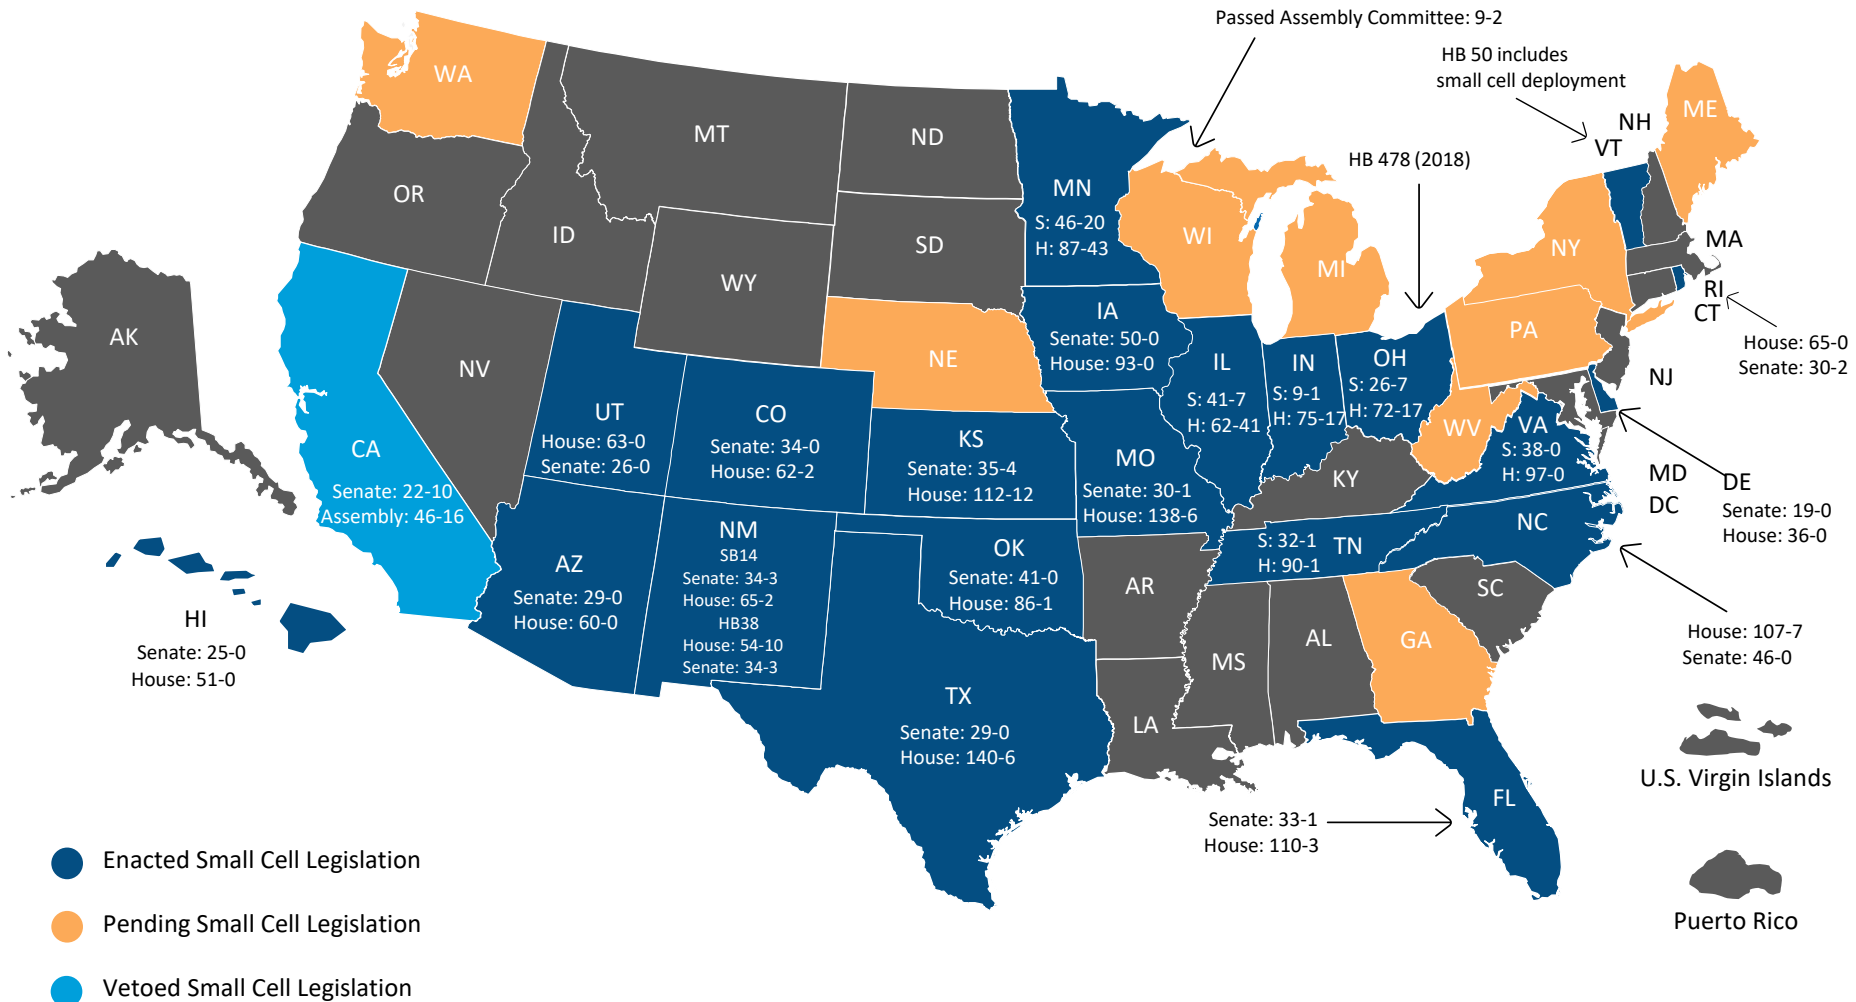 Passed Assembly Committee: 9-2
HB 50 includes
small cell deployment
WA
ME
NH
VT
MT
ND
HB 478 (2018)
MN
S: 46-20
H: 87-43
OR
ID
SD
WI
MI
NY
MA
WY
RI
CT
AK
NV
NE
IA
Senate: 50-0
House: 93-0
PA
House: 65-0
Senate: 30-2
NJ
IL
S: 41-7
H: 62-41
IN
S: 9-1
H: 75-17
OH
S: 26-7
H: 72-17
UT
House: 63-0
Senate: 26-0
CO
Senate: 34-0
House: 62-2
KS
Senate: 35-4
House: 112-12
MO
Senate: 30-1
House: 138-6
WV
VA
S: 38-0
H: 97-0
CA
Senate: 22-10
Assembly: 46-16
KY
MD
DC
DE
Senate: 19-0
House: 36-0
NC
AZ
Senate: 29-0
House: 60-0
NM
SB14
Senate: 34-3
House: 65-2
HB38
House: 54-10
Senate: 34-3
OK
Senate: 41-0
House: 86-1
S: 32-1
H: 90-1
TN
AR
SC
HI
Senate: 25-0
House: 51-0
MS
AL
GA
House: 107-7
Senate: 46-0
TX
Senate: 29-0
House: 140-6
LA
U.S. Virgin Islands
FL
Senate: 33-1
House: 110-3
Enacted Small Cell Legislation
Puerto Rico
Pending Small Cell Legislation
Vetoed Small Cell Legislation